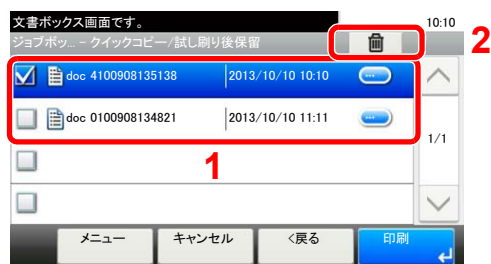 文書ボックス画面です。
10:10
ジョブボッ... - クイックコピー/試し刷り後保留
2
doc 4100908135138 2013/10/10 10:10
doc 0100908134821 2013/10/10 11:11
1/1
1
メニュー キャンセル <戻る 印刷